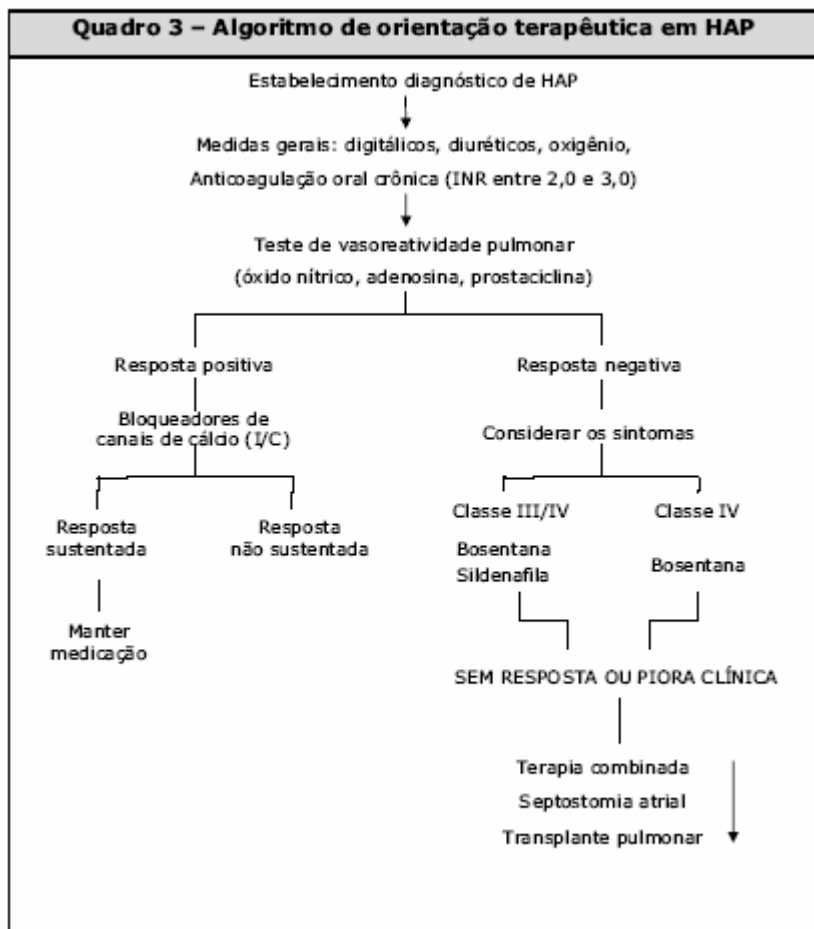 Quadro 3 – Algoritmo de orientação terapêutica em HAP
Estabelecimento diagnóstico de HAP
Medidas gerais: digitálicos, diuréticos, oxigênio,
Anticoagulação oral crônica (INR entre 2,0 e 3,0)
Teste de vasoreatividade pulmonar
(óxido nítrico, adenosina, prostaciclina)
Resposta positiva
Resposta negativa
Bloqueadores de
canais de cálcio (I/C)
Considerar os sintomas
Resposta
sustentada
Resposta
não sustentada
Classe III/IV
Classe IV
Bosentana
Sildenafila
Bosentana
Manter
medicação
SEM RESPOSTA OU PIORA CLÍNICA
Terapia combinada
Septostomia atrial
Transplante pulmonar